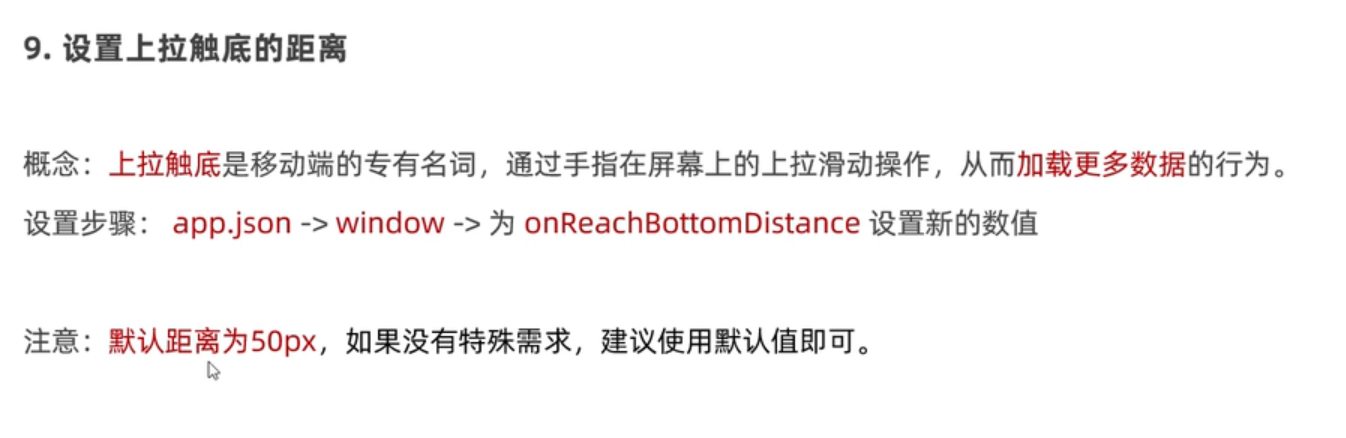 9. 设置上拉触底的距离
概念：上拉触底是移动端的专有名词，通过手指在屏幕上的上拉滑动操作，从而加载更多数据的行为。
设置步骤： app.json -> window -> 为 onReachBottomDistance 设置新的数值
注意：默认距离为50px，如果没有特殊需求，建议使用默认值即可。